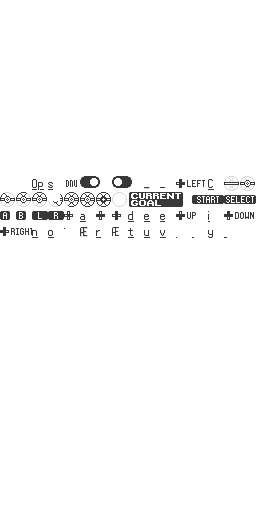 Ops DNU LEFT C
CURRENT GOAL START SELECT
A B L R a d e e UP i DOWN
RIGHT n o Æ r Æ t u v y